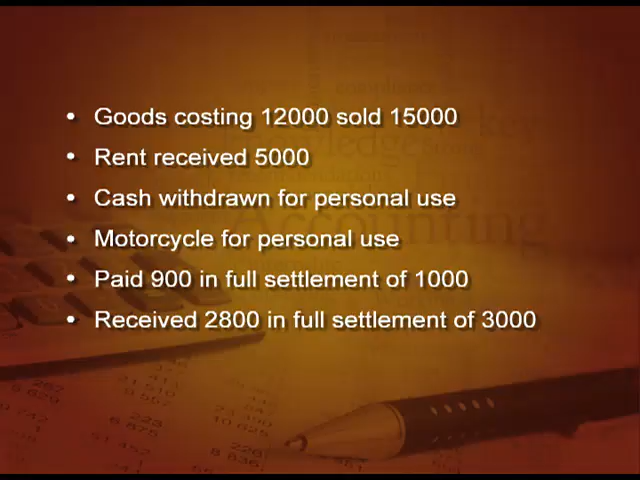 • Goods costing 12000 sold 15000
• Rent received 5000
• Cash withdrawn for personal use
• Motorcycle for personal use
• Paid 900 in full settlement of 1000
• Received 2800 in full settlement of 3000
Accounting